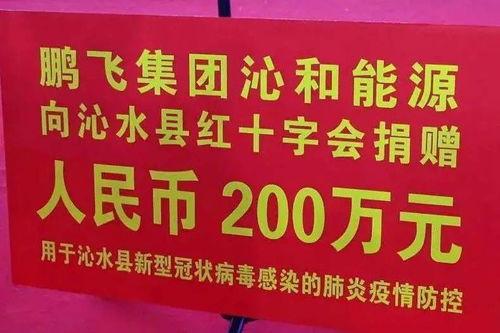 鹏飞集团沁和能源
向沁水县红十字会捐赠
人民币 200万元
用于沁水县新型冠状病毒感染的肺炎疫情防控